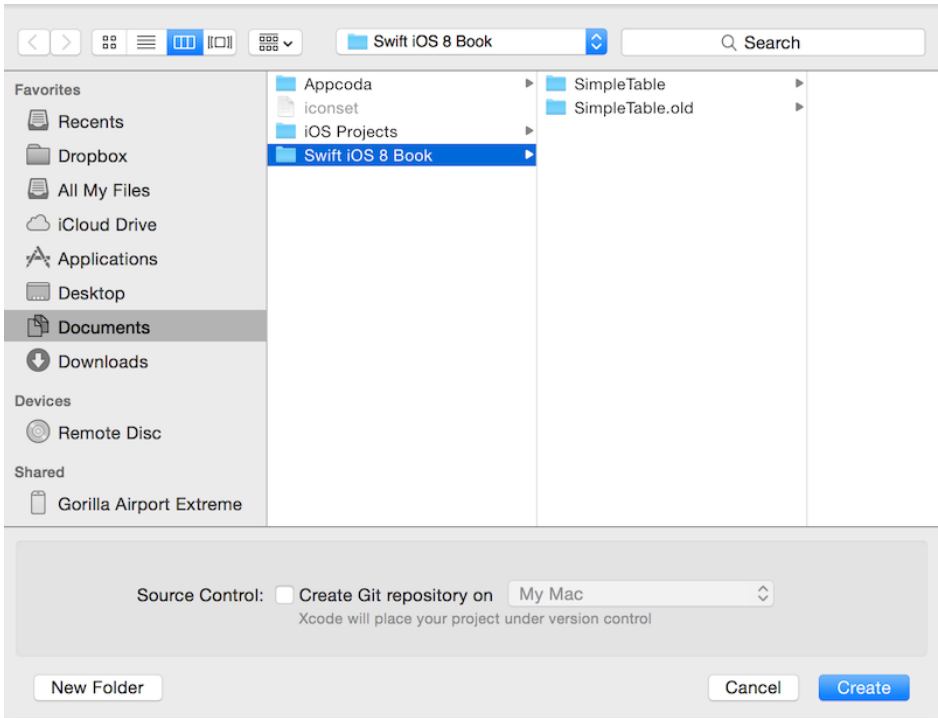 Swift iOS 8 Book
Search
Favorites
Recents
Dropbox
All My Files
iCloud Drive
Applications
Desktop
Documents
Downloads
Devices
Remote Disc
Shared
Gorilla Airport Extreme
Appcoda
iconset
iOS Projects
Swift iOS 8 Book
SimpleTable
SimpleTable.old
Source Control: Create Git repository on My Mac
Xcode will place your project under version control
New Folder Cancel Create